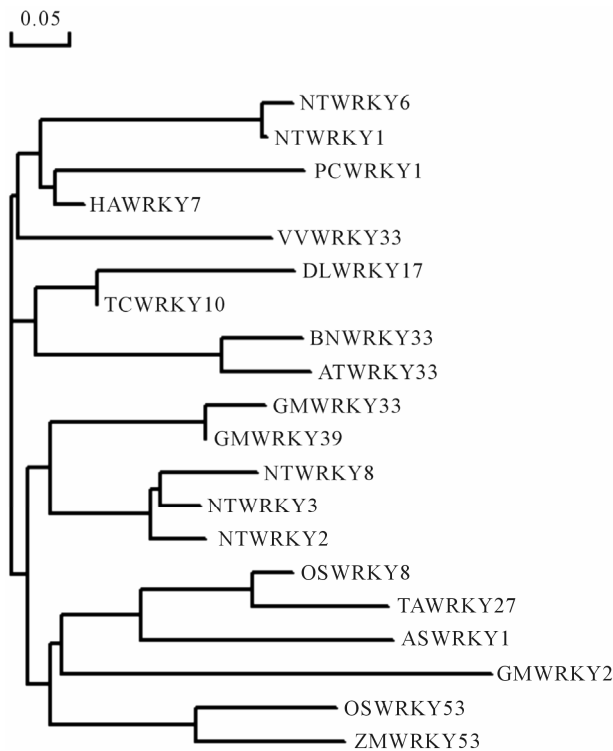 0.05
NTWRKY6
NTWRKY1
PCWRKY1
HAWRKY7
VVWRKY33
DLWRKY17
TCWRKY10
BNWRKY33
ATWRKY33
GMWRKY33
GMWRKY39
NTWRKY8
NTWRKY3
NTWRKY2
OSWRKY8
TAWRKY27
ASWRKY1
GMWRKY2
OSWRKY53
ZMWRKY53